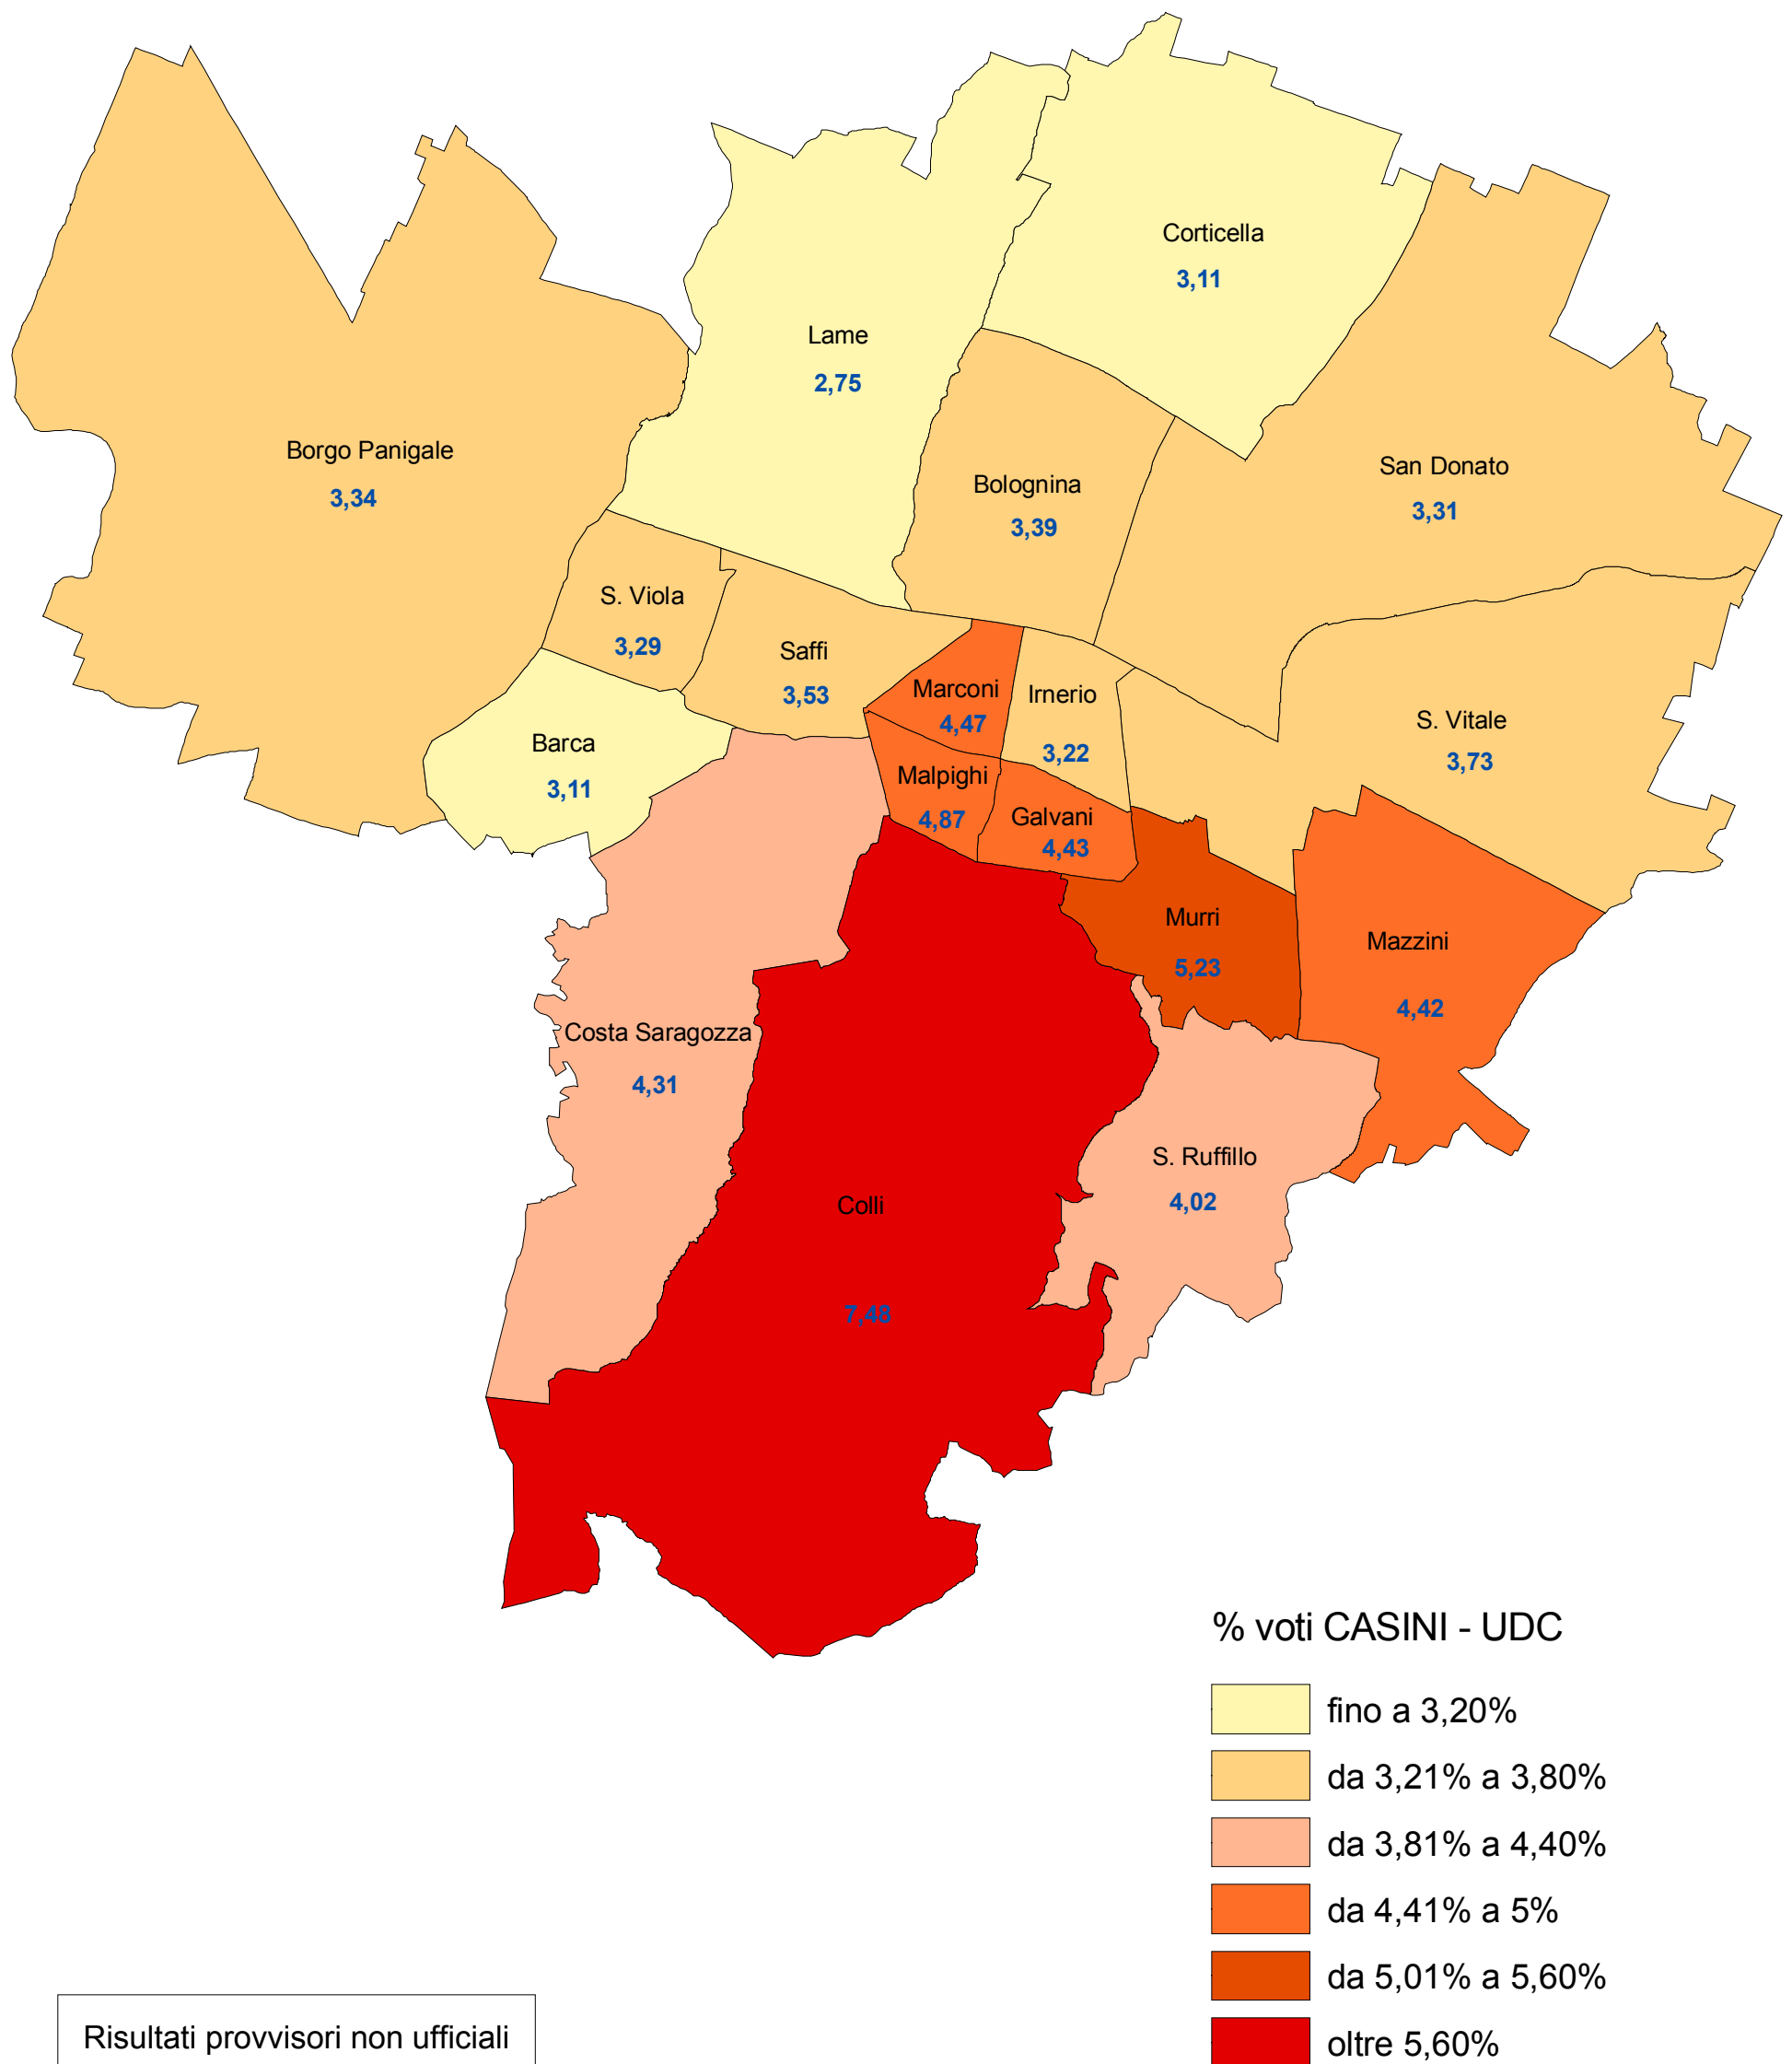 Corticella
3,11
Lame
2,75
Borgo Panigale
3,34
San Donato
3,31
Bolognina
3,39
S. Viola
3,29
Saffi
3,53
Marconi
4,47
Irnerio
3,22
S. Vitale
3,73
Barca
3,11
Malpighi
4,87
Galvani
4,43
Murri
5,23
Mazzini
4,42
Costa Saragozza
4,31
S. Ruffillo
4,02
Colli
7,48
% voti CASINI - UDC
fino a 3,20%
da 3,21% a 3,80%
da 3,81% a 4,40%
da 4,41% a 5%
da 5,01% a 5,60%
oltre 5,60%
Risultati provvisori non ufficiali